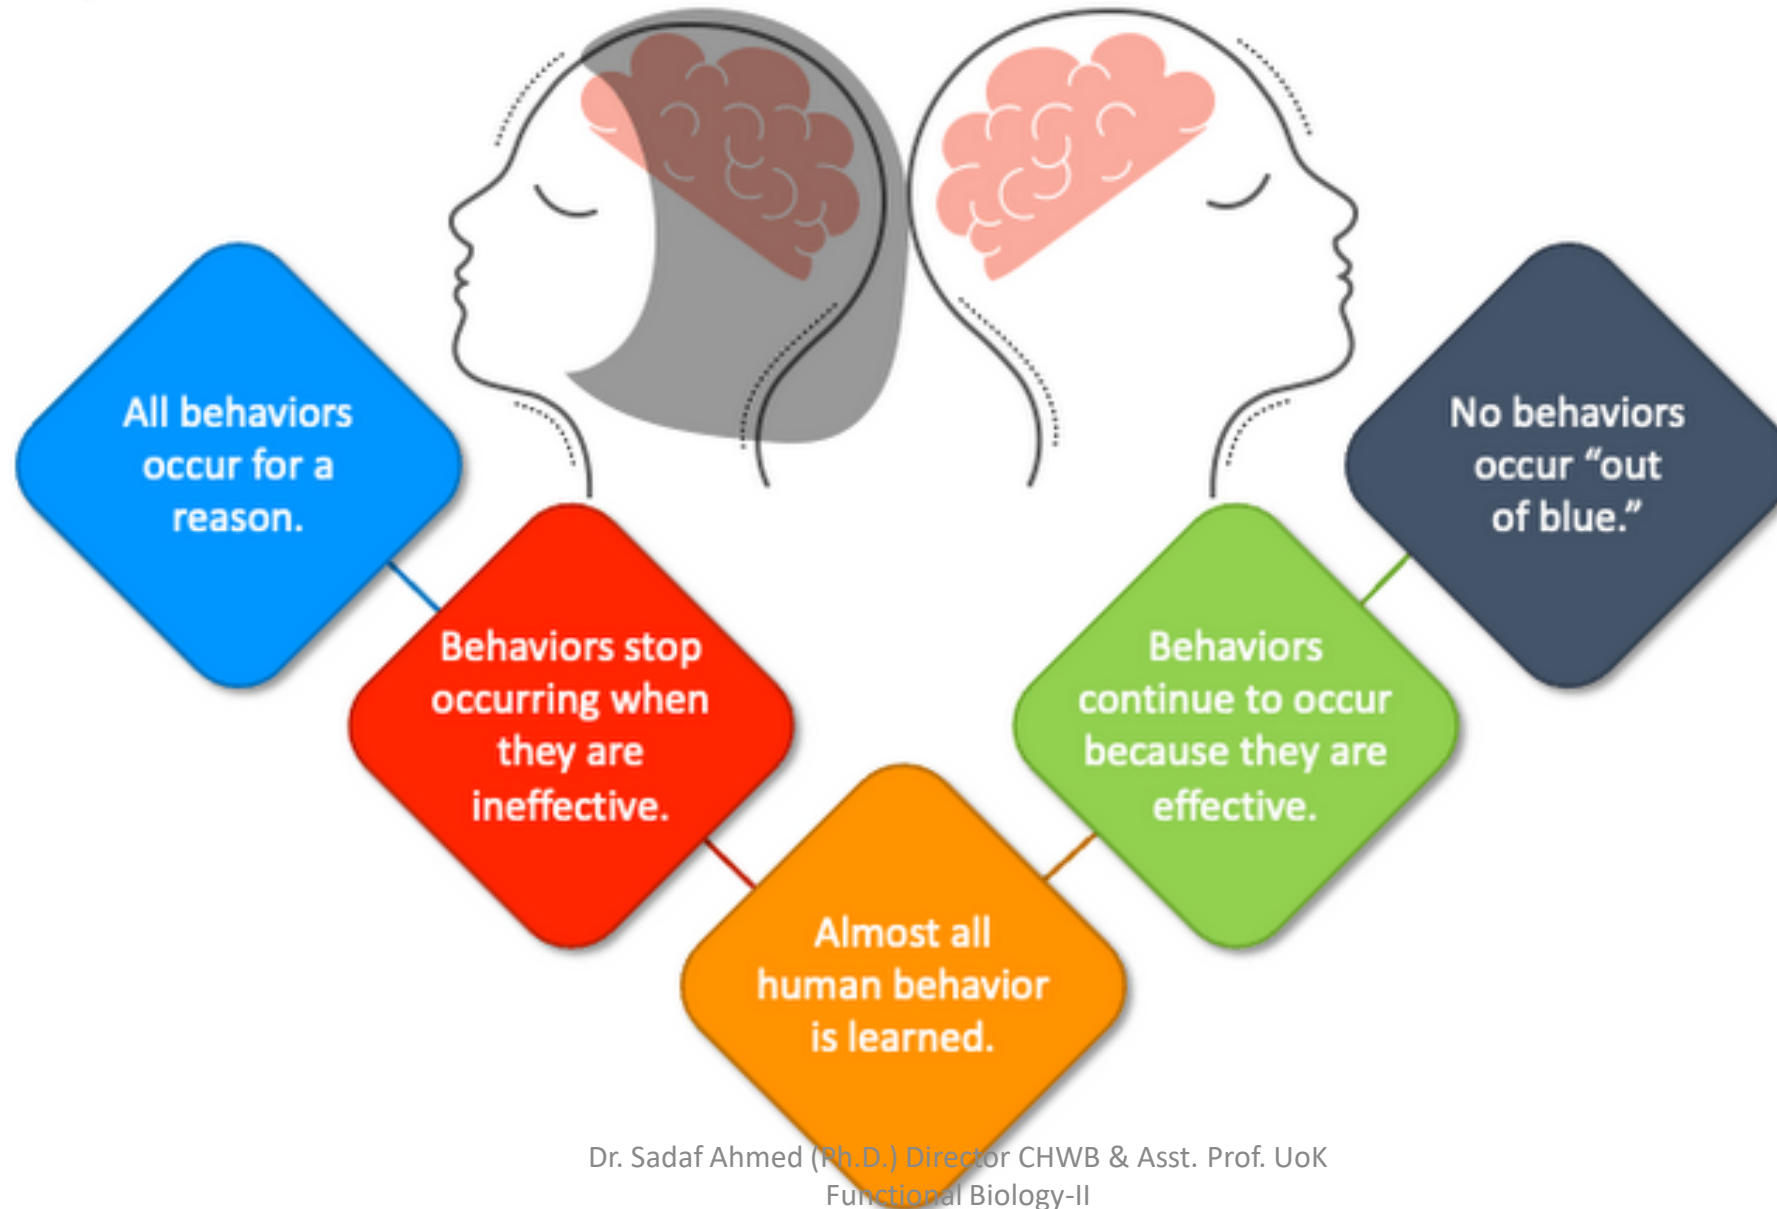 All behaviors
occur for a
reason.
Behaviors stop
occurring when
they are
ineffective.
Almost all
human behavior
is learned.
Behaviors
continue to occur
because they are
effective.
No behaviors
occur “out
of blue.”
Dr. Sadaf Ahmed (Ph.D.) Director CHWB & Asst. Prof. UoK
Functional Biology-II